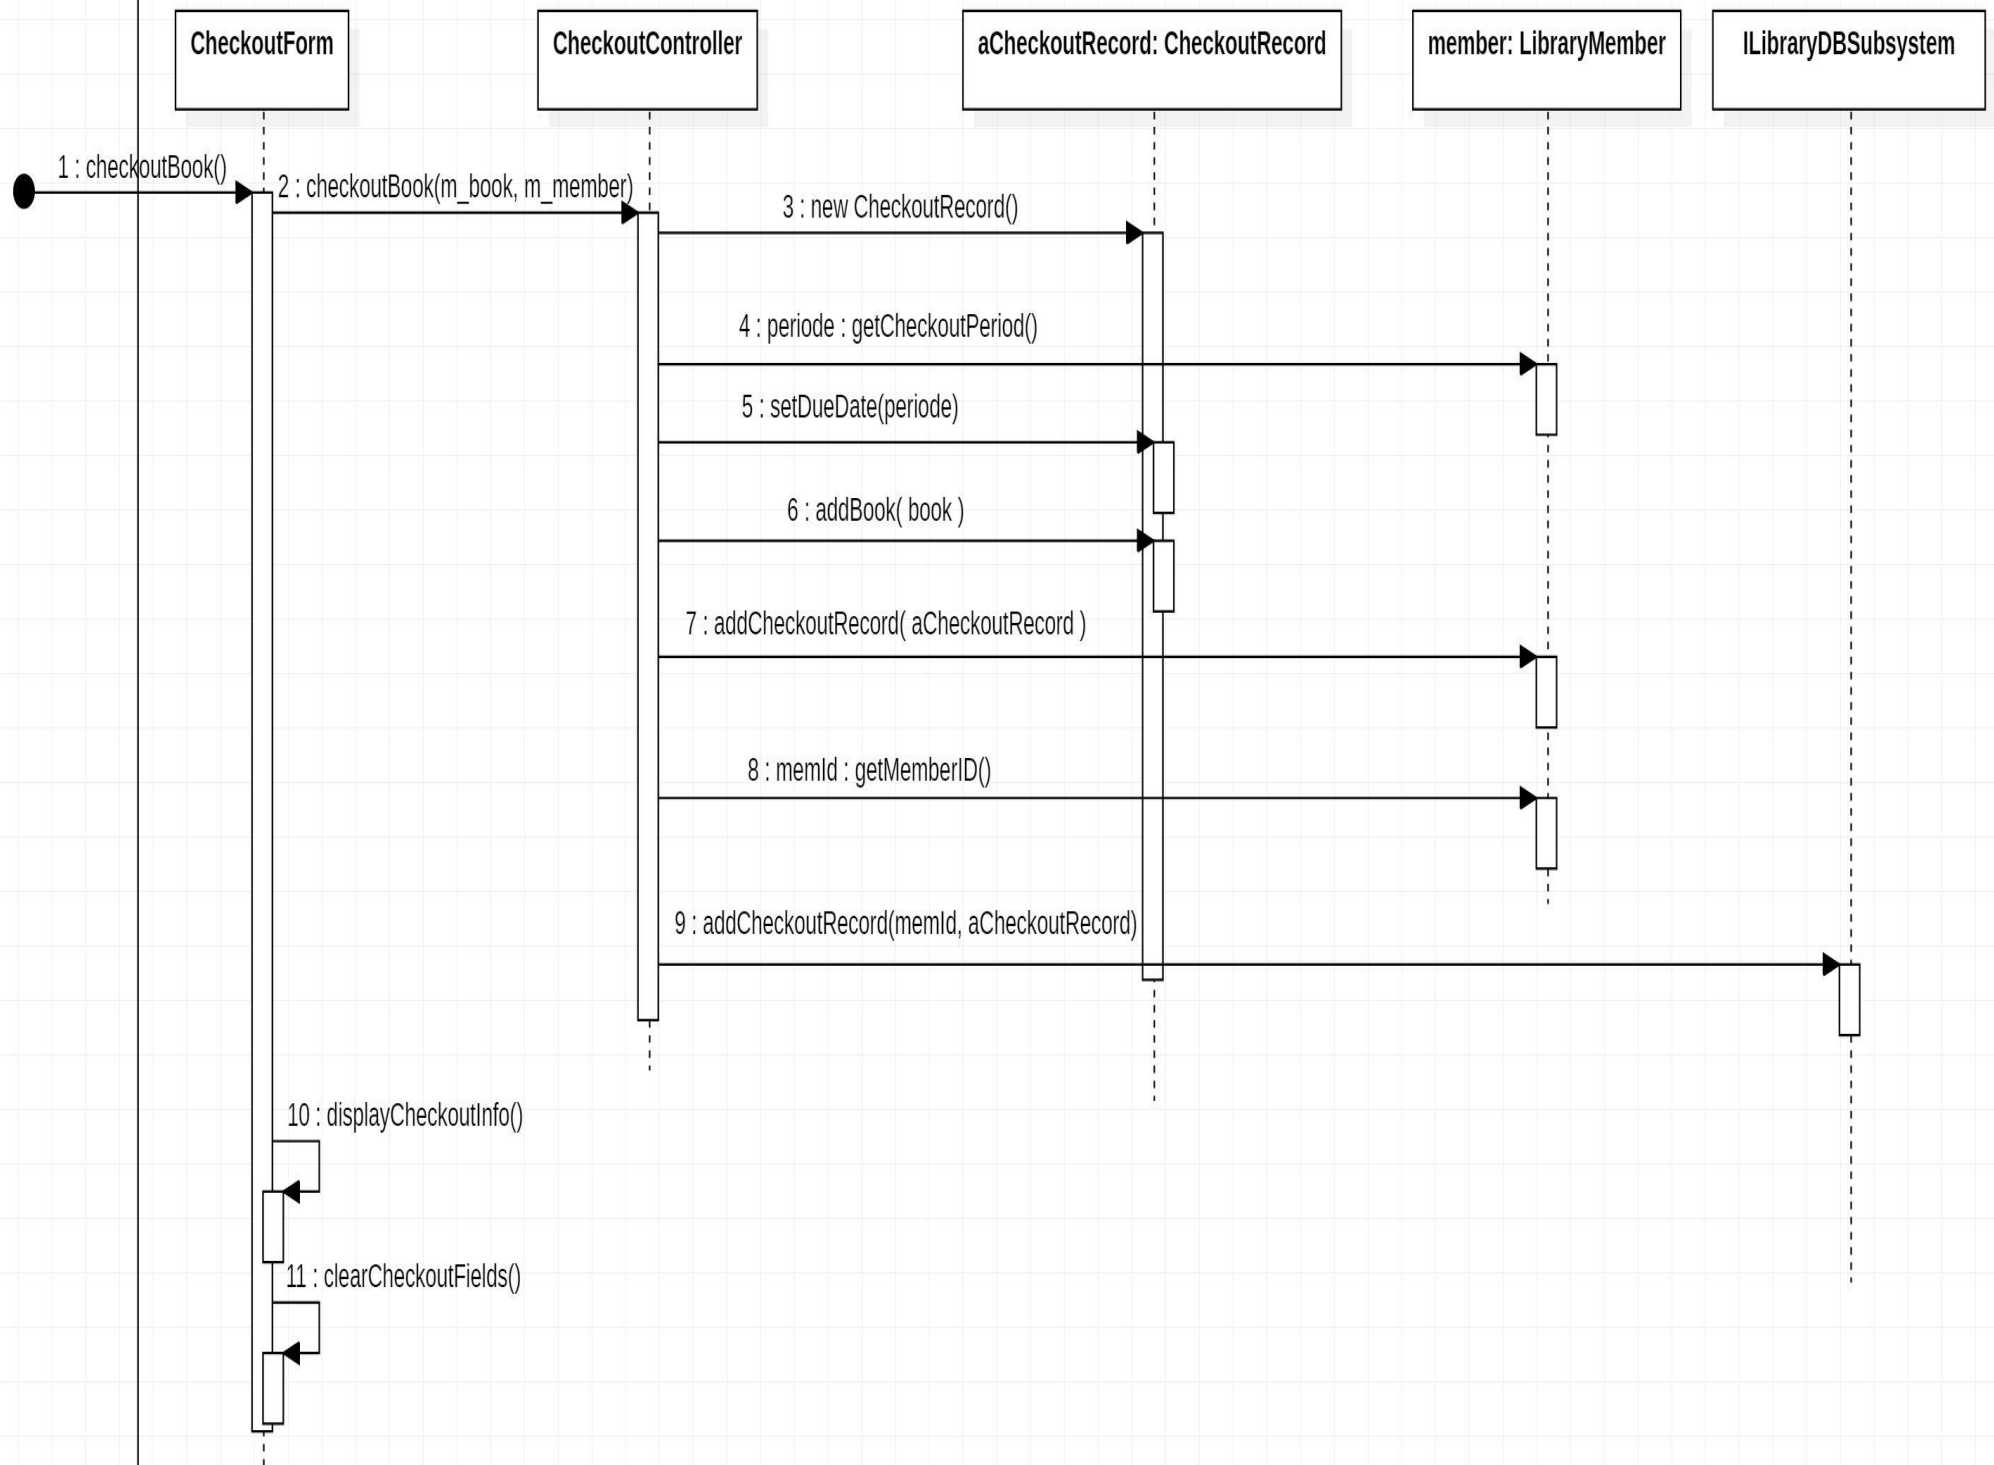 CheckoutForm
CheckoutController
aCheckoutRecord: CheckoutRecord
member: LibraryMember
ILibraryDBSubsystem
1 : checkoutBook()
2 : checkoutBook(m_book, m_member)
3 : new CheckoutRecord()
4 : periode : getCheckoutPeriod()
5 : setDueDate(periode)
6 : addBook( book )
7 : addCheckoutRecord( aCheckoutRecord )
8 : memId : getMemberID()
9 : addCheckoutRecord(memId, aCheckoutRecord)
10 : displayCheckoutInfo()
11 : clearCheckoutFields()